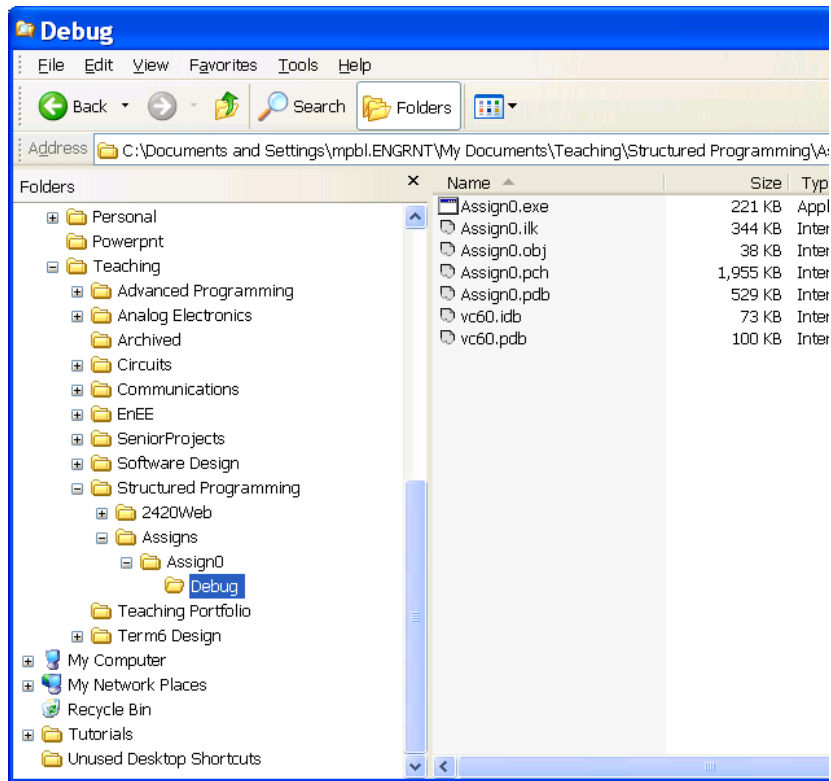 Debug
File Edit View Favorites Tools Help
Back Search Folders
Address C:\Documents and Settings\mpbl.ENGRNT\My Documents\Teaching\Structured Programming\As
Folders x Name Size Typ
Personal
Powerpnt
Teaching
Advanced Programming
Analog Electronics
Archived
Circuits
Communications
EnEE
SeniorProjects
Software Design
Structured Programming
2420Web
Assigns
Assign0
Debug
Teaching Portfolio
Term6 Design
My Computer
My Network Places
Recycle Bin
Tutorials
Unused Desktop Shortcuts
Assign0.exe 221 KB Appl
Assign0.ilk 344 KB Inter
Assign0.obj 38 KB Inter
Assign0.pch 1,955 KB Inter
Assign0.pdb 529 KB Inter
vc60.idb 73 KB Inter
vc60.pdb 100 KB Inter